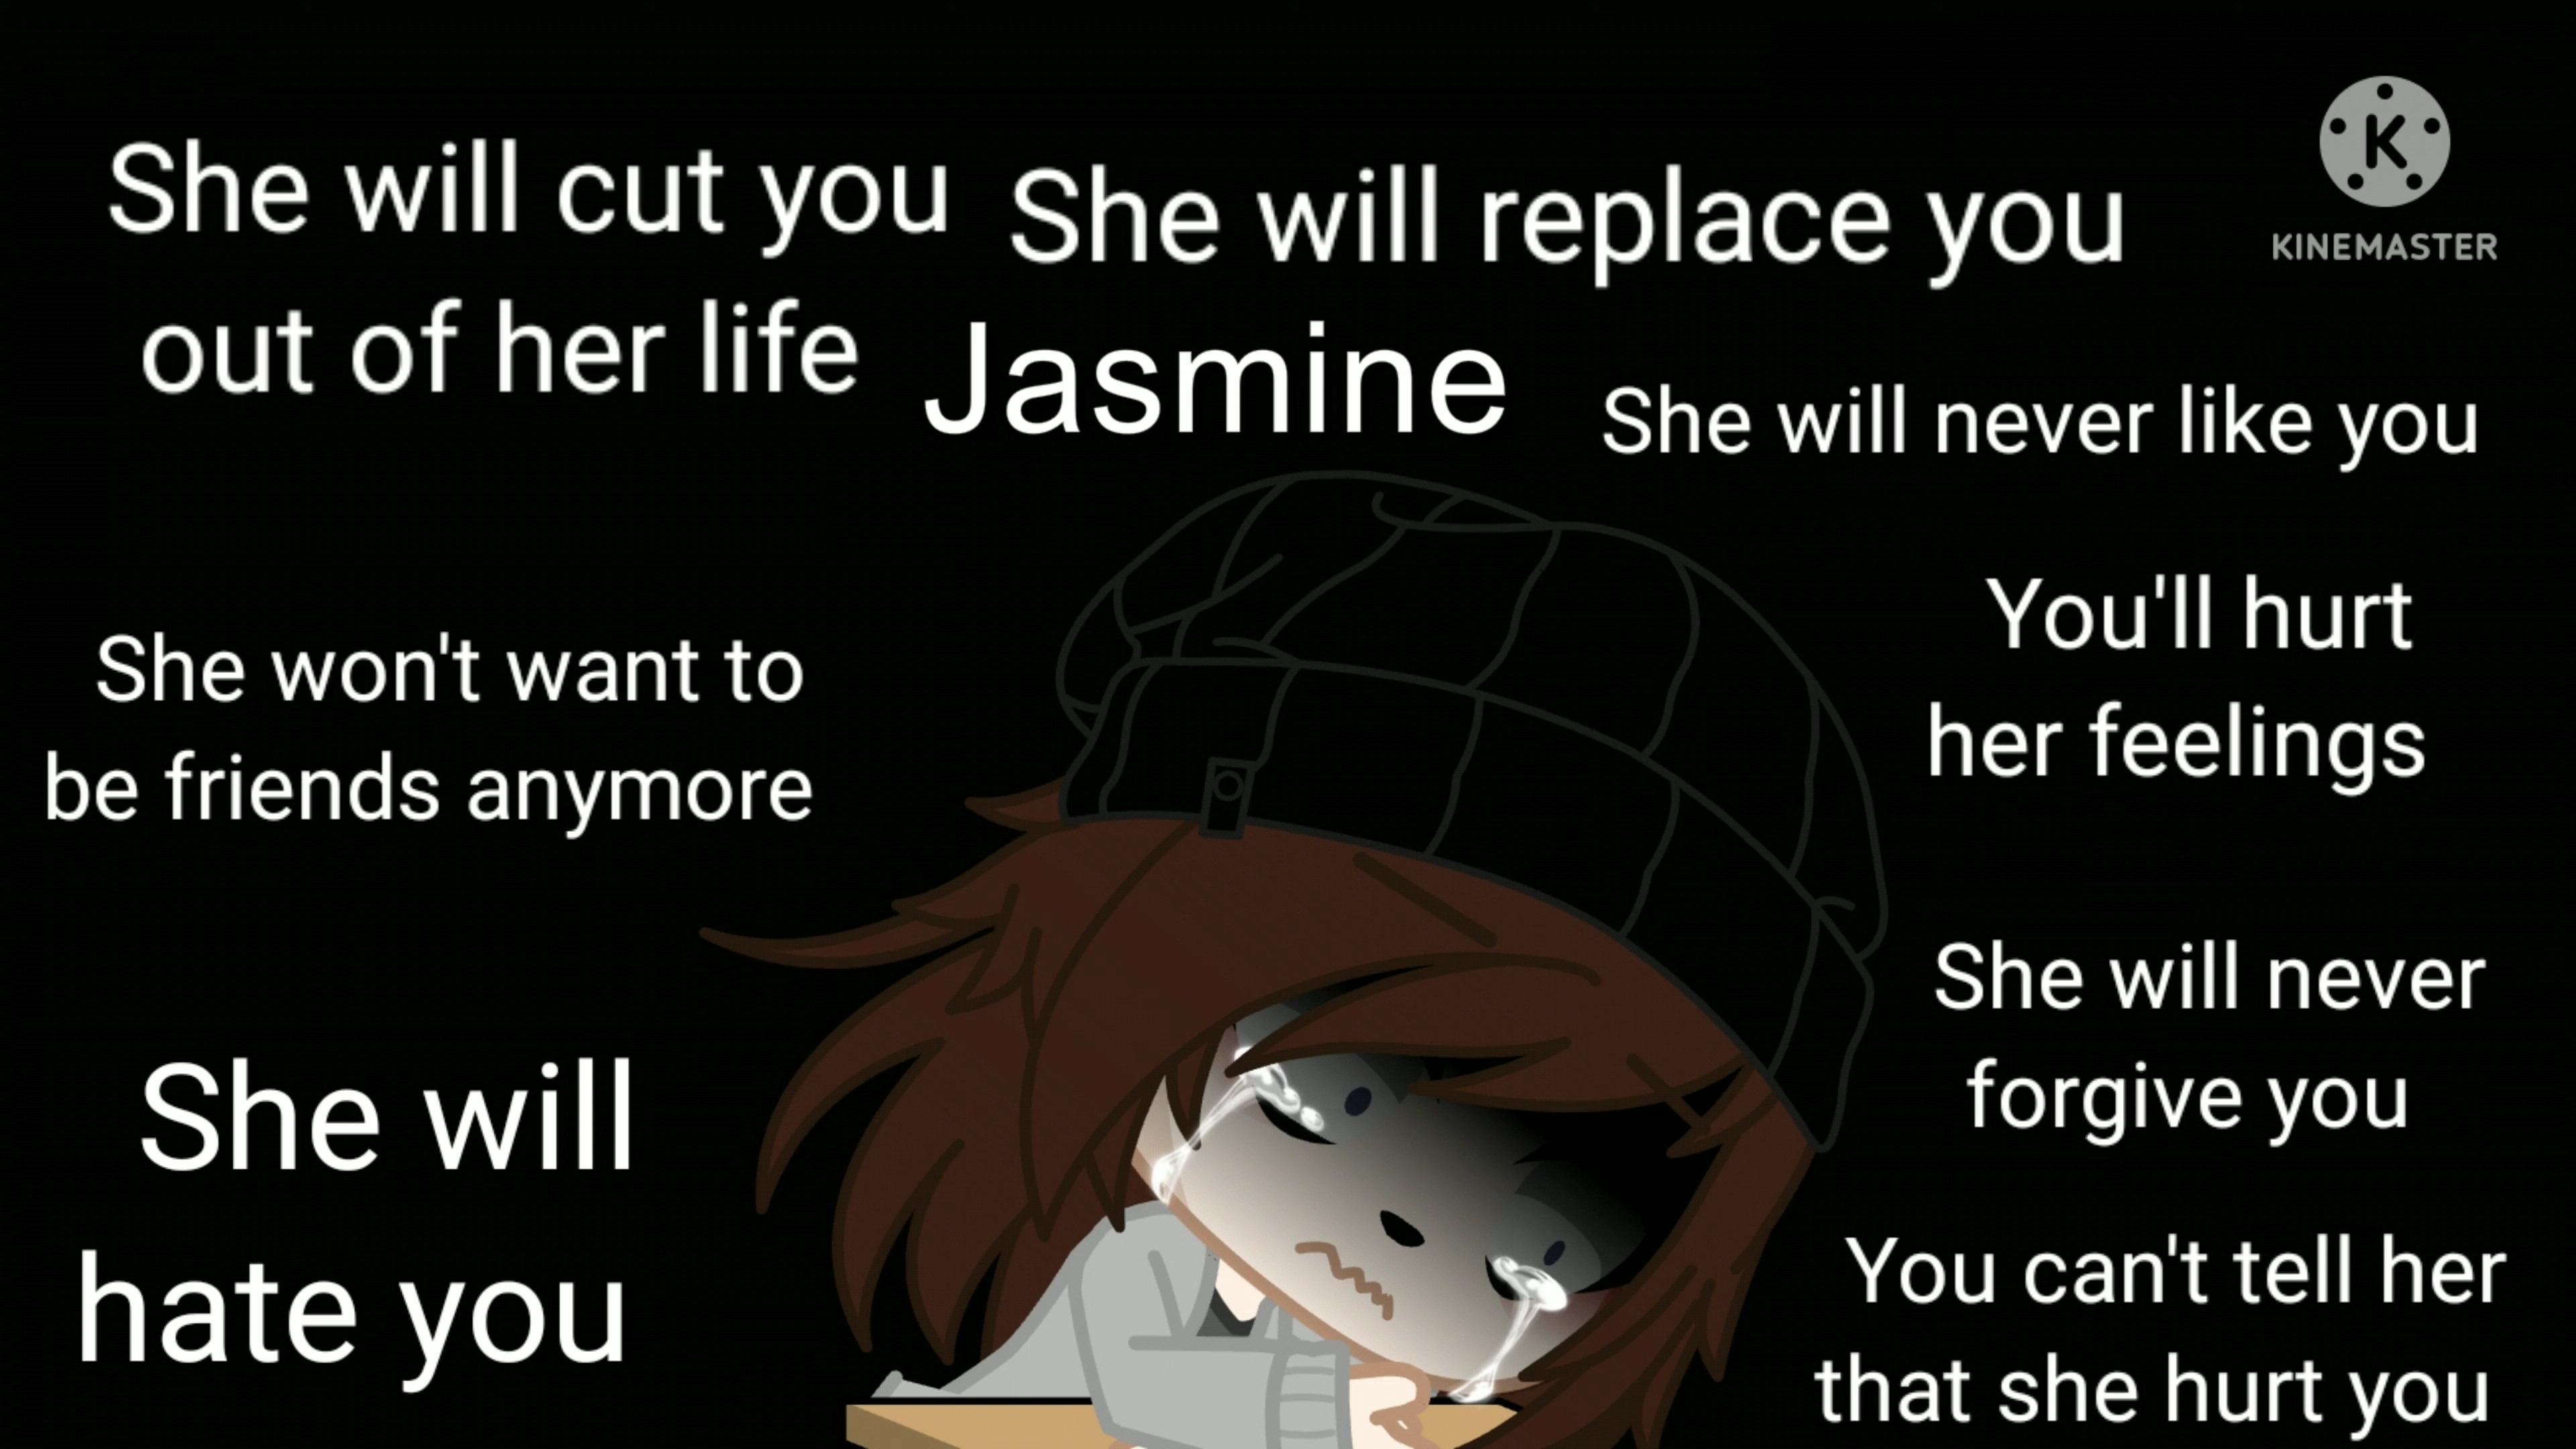 She will cut you
out of her life
She will replace you
KINEMASTER
Jasmine
She will never like you
She won't want to
be friends anymore
You'll hurt
her feelings
She will never
forgive you
She will
hate you
You can't tell her
that she hurt you